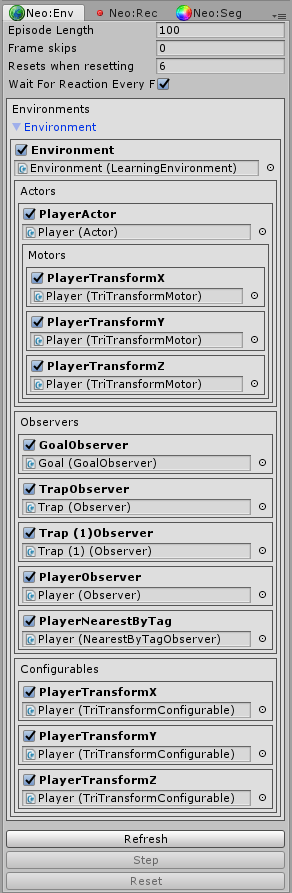 Neo:Env Neo:Rec Neo:Seg
Episode Length 100
Frame skips 0
Resets when resetting 6
Wait For Reaction Every F
Environments
Environment
Environment
Environment (LearningEnvironment)
Actors
PlayerActor
Player (Actor)
Motors
PlayerTransformX
Player (TriTransformMotor)
PlayerTransformY
Player (TriTransformMotor)
PlayerTransformZ
Player (TriTransformMotor)
Observers
GoalObserver
Goal (GoalObserver)
TrapObserver
Trap (Observer)
Trap (1)Observer
Trap (1) (Observer)
PlayerObserver
Player (Observer)
PlayerNearestByTag
Player (NearestByTagObserver)
Configurables
PlayerTransformX
Player (TriTransformConfigurable)
PlayerTransformY
Player (TriTransformConfigurable)
PlayerTransformZ
Player (TriTransformConfigurable)
Refresh
Step
Reset